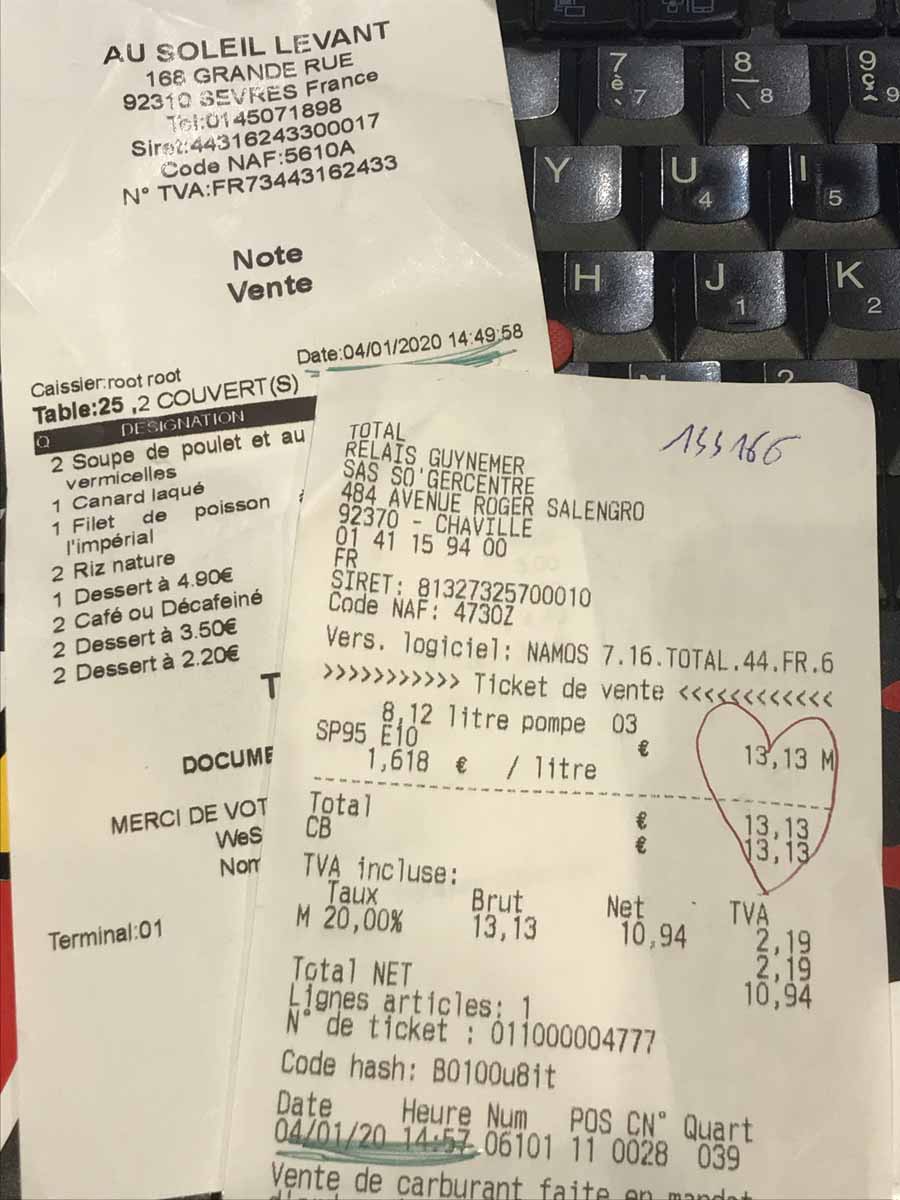 AU SOLEIL LEVANT
168 GRANDE RUE
92310 SEVRES France
Tel:0145071898
Siret:44316243300017
Code NAF:5610A
N° TVA:FR73443162433
Note
Vente
Date:04/01/2020 14:49:58
Caissier:root root
Table:25 ,2 COUVERT(S)
Q DESIGNATION
2 Soupe de poulet et au
vermicelles
1 Canard laqué
1 Filet de poisson à
l'impérial
2 Riz nature
1 Dessert à 4.90€
2 Café ou Décafeiné
2 Dessert à 3.50€
2 Dessert à 2.20€
T
DOCUME
MERCI DE VOT
WeS
Nom
Terminal:01
133166
TOTAL
RELAIS GUYNEMER
SAS SO'GERCENTRE
484 AVENUE ROGER SALENGRO
92370 - CHAVILLE
01 41 15 94 00
FR
SIRET: 81327325700010
Code NAF: 4730Z
Vers. logiciel: NAMOS 7.16.TOTAL.44.FR.6
>>>>>>>>>>> Ticket de vente <<<<<<<<<<<<
8,12 litre pompe 03
SP95 E10 € 13,13 M
1,618 € / litre
Total € 13,13
CB € 13,13
TVA incluse:
Taux Brut Net TVA
M 20,00% 13,13 10,94 2,19
2,19
Total NET 10,94
Lignes articles: 1
N° de ticket : 011000004777
Code hash: B0100u8it
Date Heure Num POS CN° Quart
04/01/20 14:57 06101 11 0028 039
Vente de carburant faite en mandat
7 è ` 7
8 _ \ 8
9 ç ^ 9
Y
U 4
I 5
H
J 1
K 2
N
?